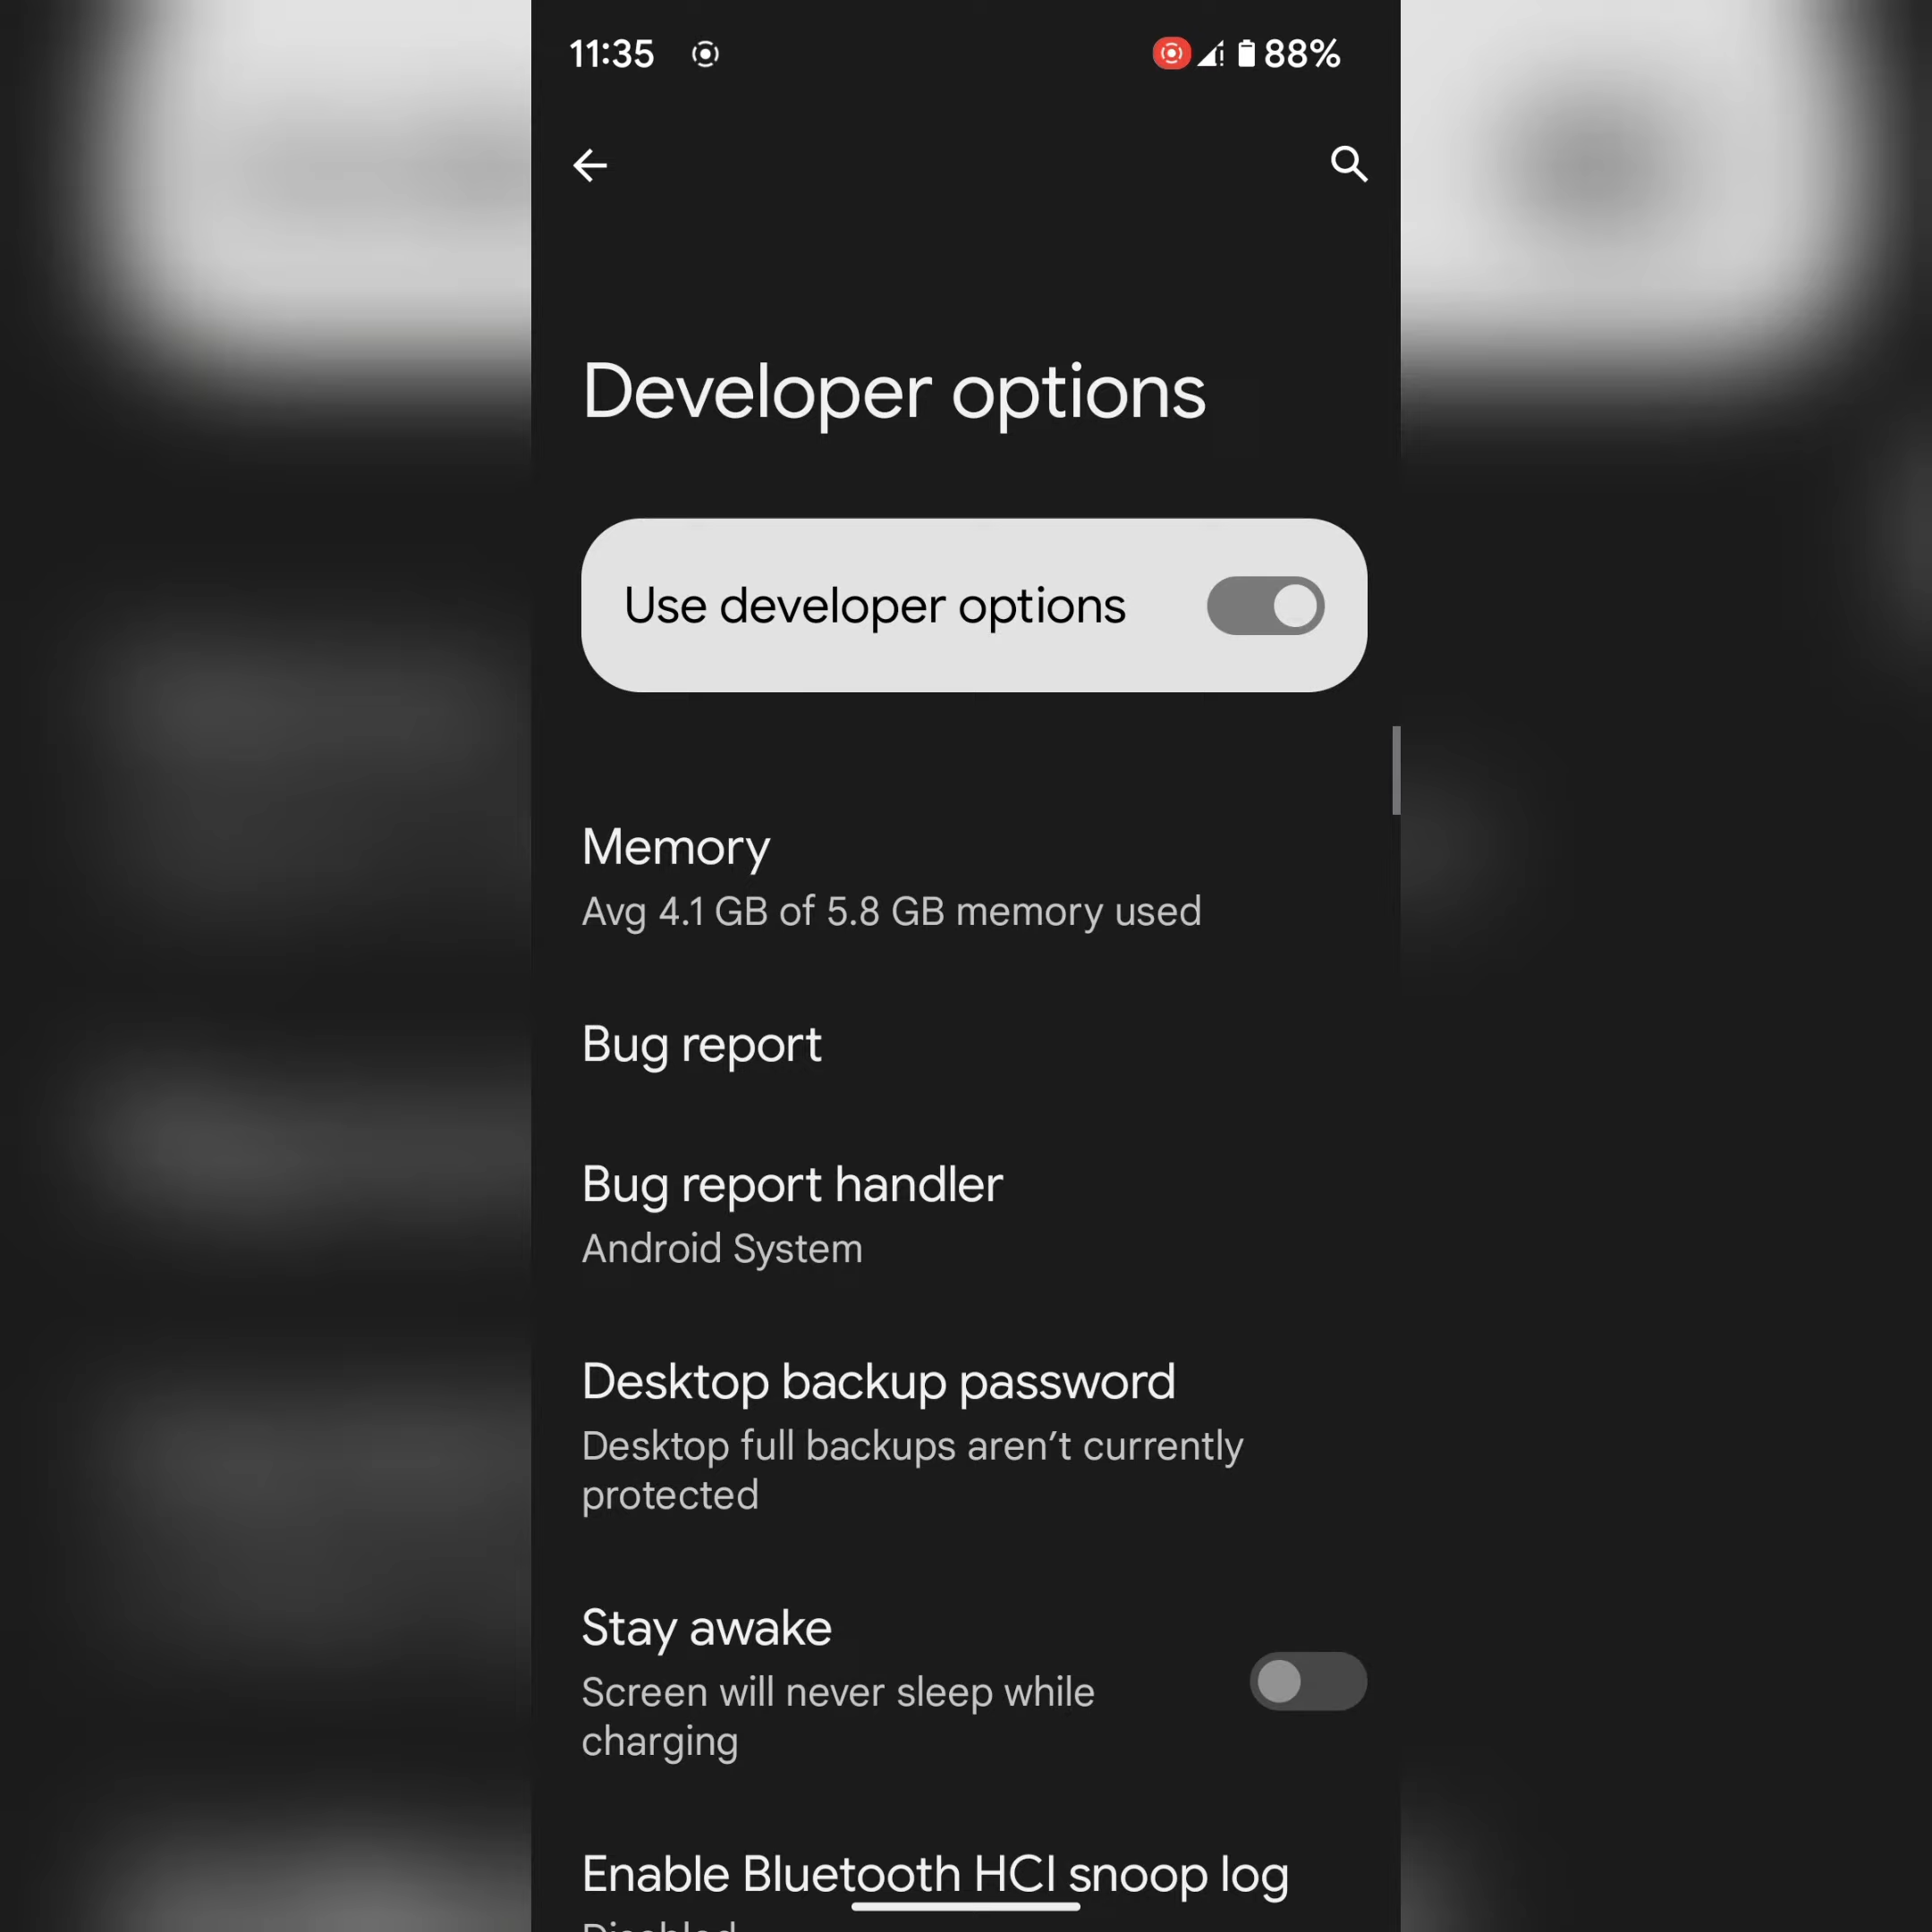 11:35 88%
Developer options
Use developer options
Memory
Avg 4.1 GB of 5.8 GB memory used
Bug report
Bug report handler
Android System
Desktop backup password
Desktop full backups aren’t currently
protected
Stay awake
Screen will never sleep while
charging
Enable Bluetooth HCI snoop log
Disabled